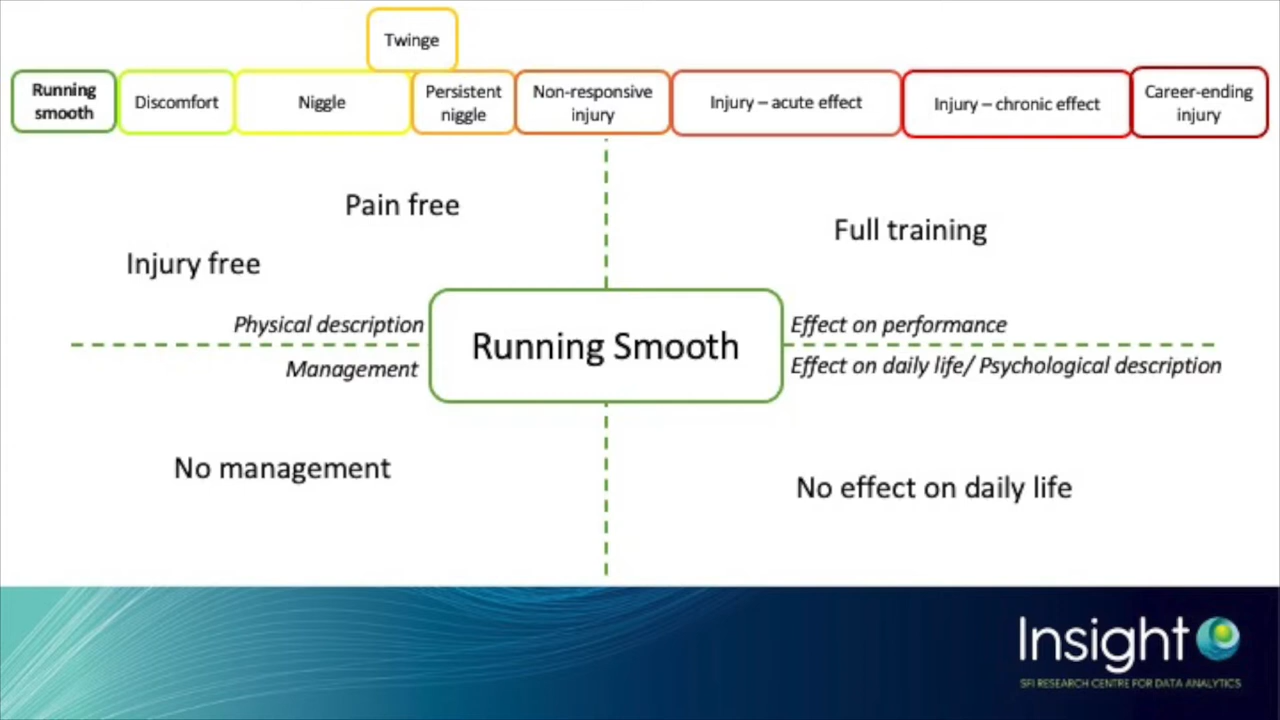 Twinge
Running
smooth
Discomfort
Niggle
Persistent
niggle
Non-responsive
injury
Injury – acute effect
Injury – chronic effect
Career-ending
injury
Pain free
Injury free
Full training
Physical description
Effect on performance
Running Smooth
Management
Effect on daily life/ Psychological description
No management
No effect on daily life
Insight
SFI RESEARCH CENTRE FOR DATA ANALYTICS